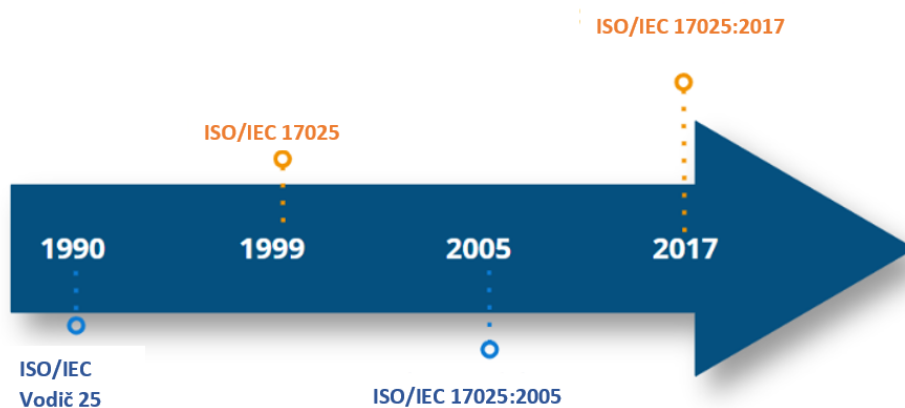 ISO/IEC 17025:2017
ISO/IEC 17025
1990
1999
2005
2017
ISO/IEC
Vodič 25
ISO/IEC 17025:2005